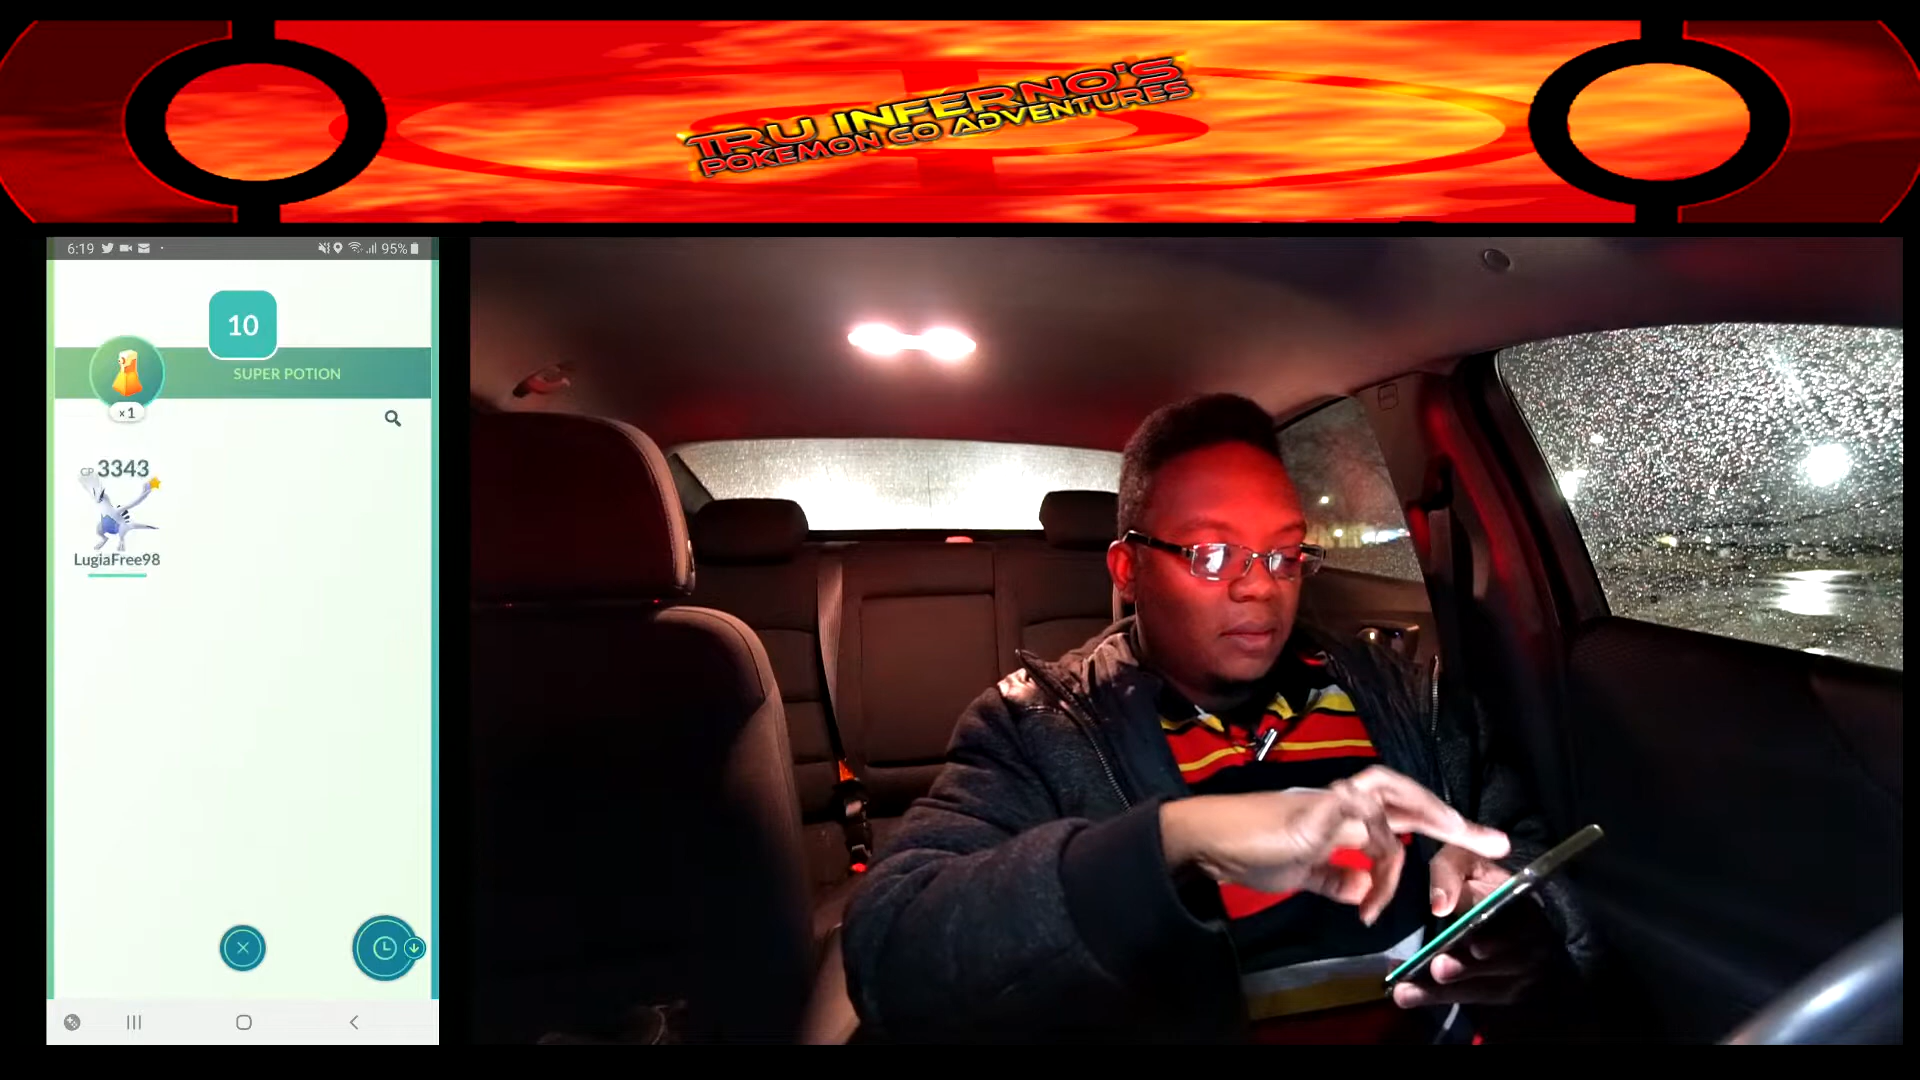 TRU INFERNO'S
POKEMON GO ADVENTURES
6:19
95%
10
SUPER POTION
×1
CP 3343
LugiaFree98